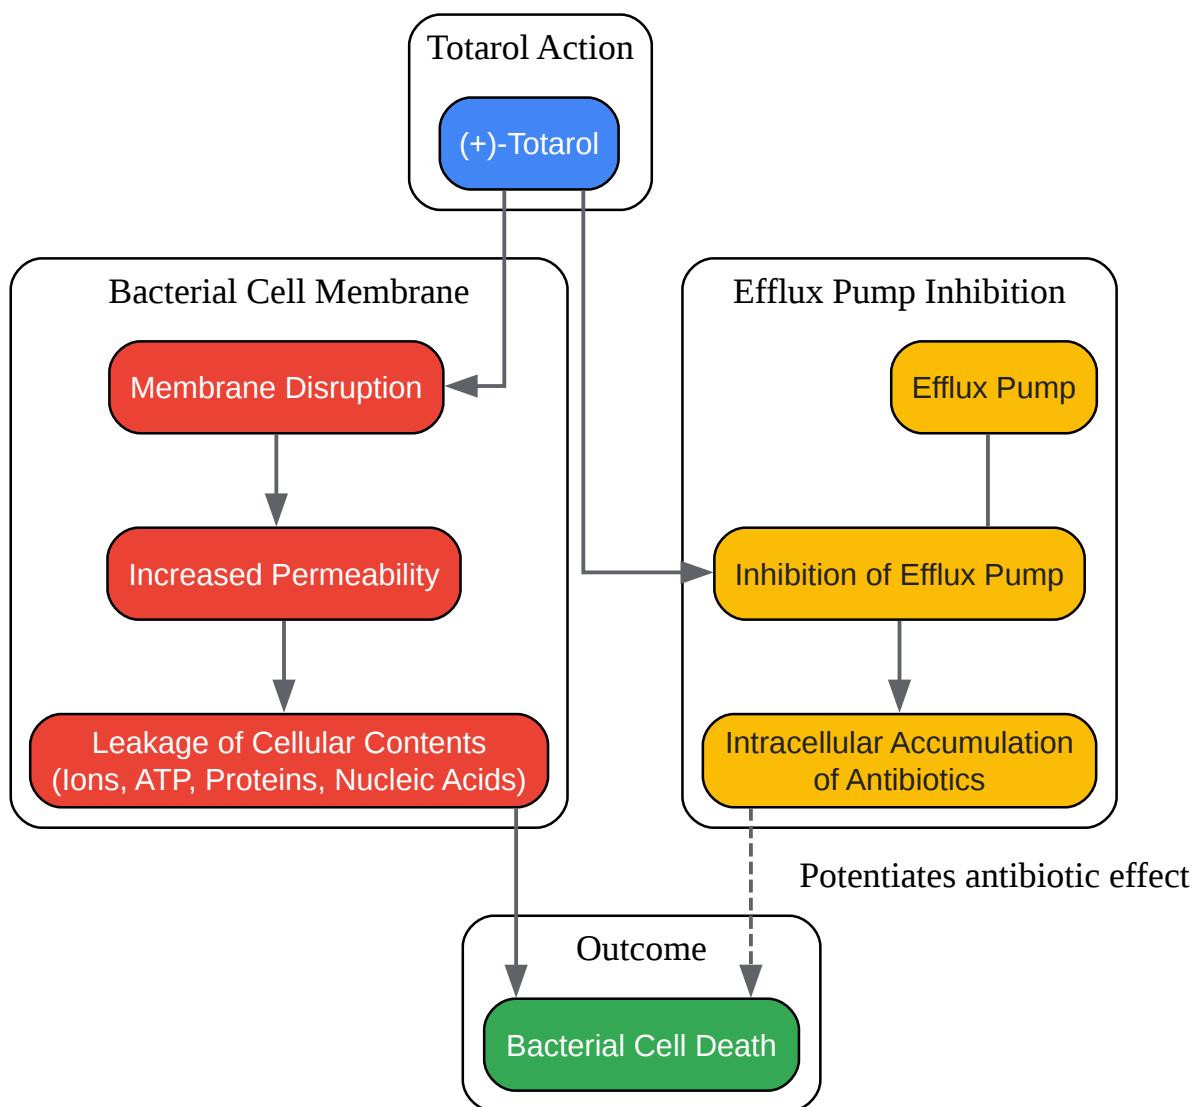 Totarol Action
(+)-Totarol
Bacterial Cell Membrane
Membrane Disruption
Increased Permeability
Leakage of Cellular Contents
(Ions, ATP, Proteins, Nucleic Acids)
Efflux Pump Inhibition
Efflux Pump
Inhibition of Efflux Pump
Intracellular Accumulation
of Antibiotics
Potentiates antibiotic effect
Outcome
Bacterial Cell Death